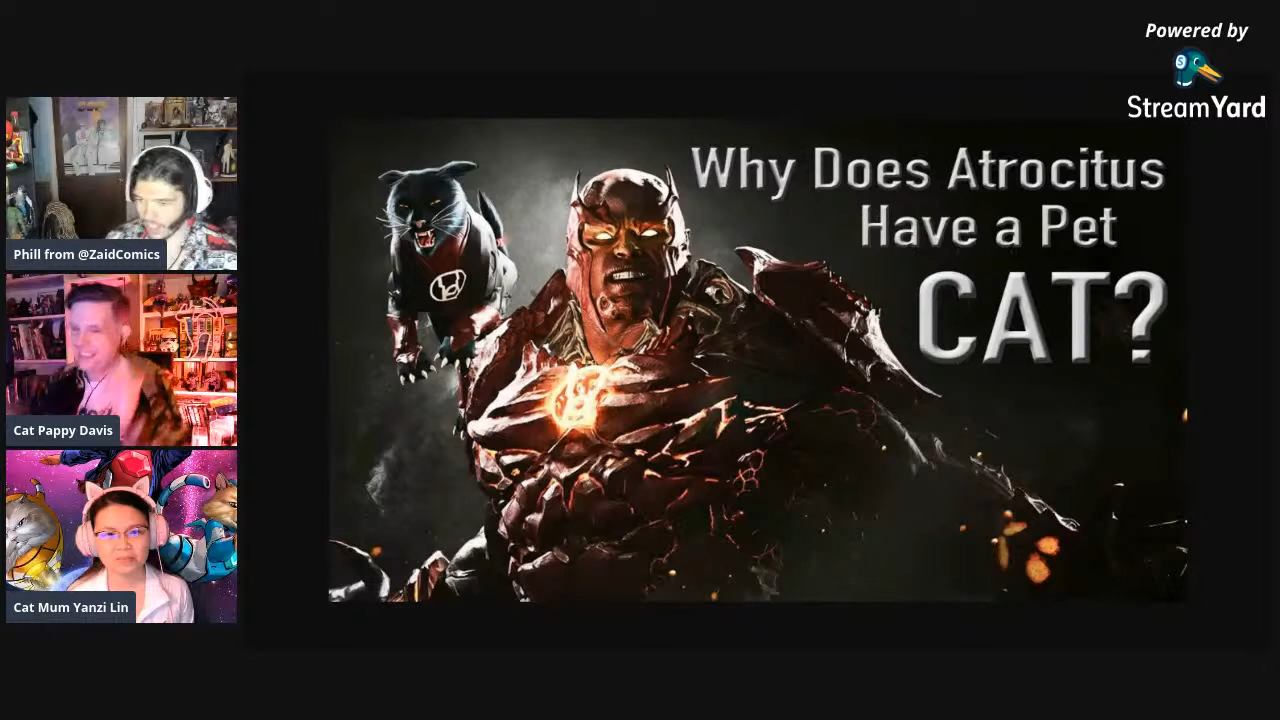 Powered by
StreamYard
Phill from @ZaidComics
Cat Pappy Davis
Cat Mum Yanzi Lin
Why Does Atrocitus
Have a Pet
CAT?